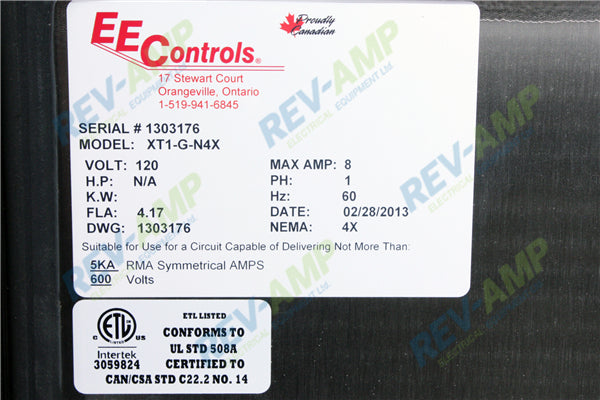 EE Controls®
Proudly
Canadian
17 Stewart Court
Orangeville, Ontario
1-519-941-6845
SERIAL # 1303176
MODEL: XT1-G-N4X
VOLT: 120 MAX AMP: 8
H.P: N/A PH: 1
K.W: Hz: 60
FLA: 4.17 DATE: 02/28/2013
DWG: 1303176 NEMA: 4X
Suitable for Use for a Circuit Capable of Delivering Not More Than:
5KA RMA Symmetrical AMPS
600 Volts
ETL LISTED
CONFORMS TO
UL STD 508A
CERTIFIED TO
CAN/CSA STD C22.2 NO. 14
C ETL US
Intertek
3059824
REV-AMP
ELECTRICAL EQUIPMENT Ltd.